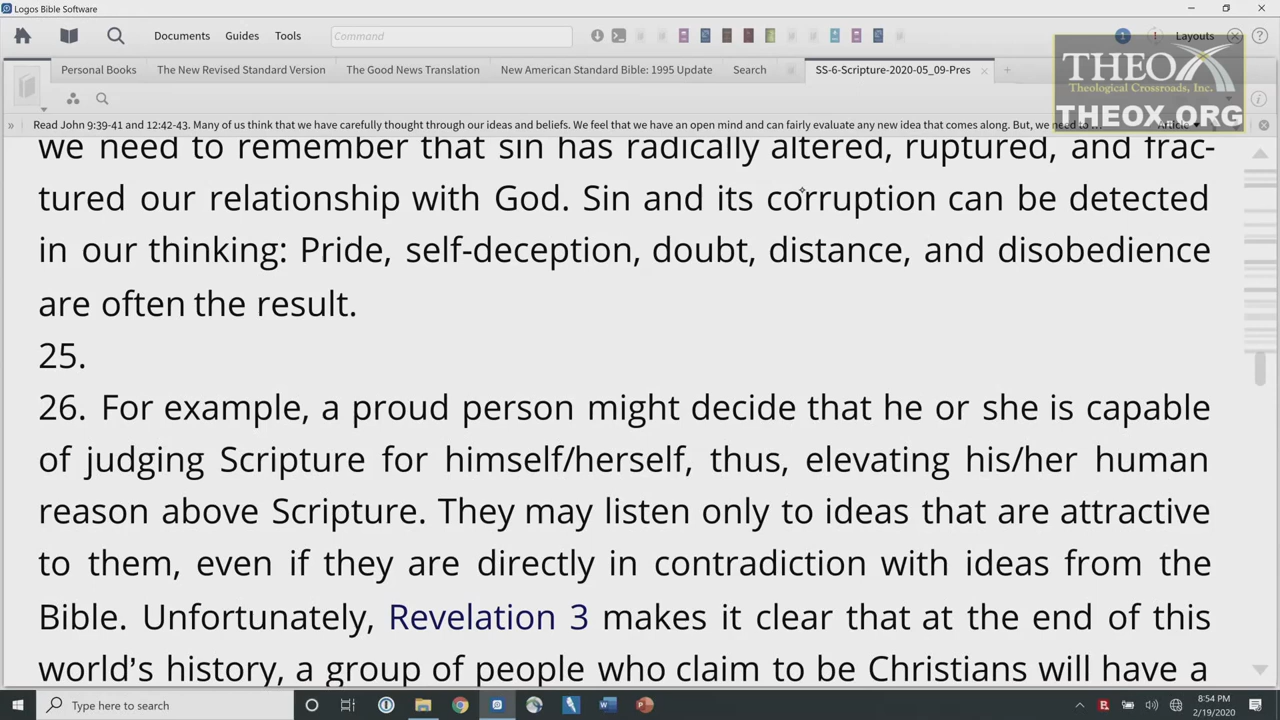 Logos Bible Software
Documents Guides Tools Command Layouts
Personal Books The New Revised Standard Version The Good News Translation New American Standard Bible: 1995 Update Search SS-6-Scripture-2020-05_09-Pres
THEOX
Theological Crossroads, Inc.
THEOX.ORG
Read John 9:39-41 and 12:42-43. Many of us think that we have carefully thought through our ideas and beliefs. We feel that we have an open mind and can fairly evaluate any new idea that comes along. But, we need to ... Article
we need to remember that sin has radically altered, ruptured, and frac-
tured our relationship with God. Sin and its corruption can be detected
in our thinking: Pride, self-deception, doubt, distance, and disobedience
are often the result.
25.
26. For example, a proud person might decide that he or she is capable
of judging Scripture for himself/herself, thus, elevating his/her human
reason above Scripture. They may listen only to ideas that are attractive
to them, even if they are directly in contradiction with ideas from the
Bible. Unfortunately, Revelation 3 makes it clear that at the end of this
world's history, a group of people who claim to be Christians will have a
Type here to search
8:54 PM
2/19/2020